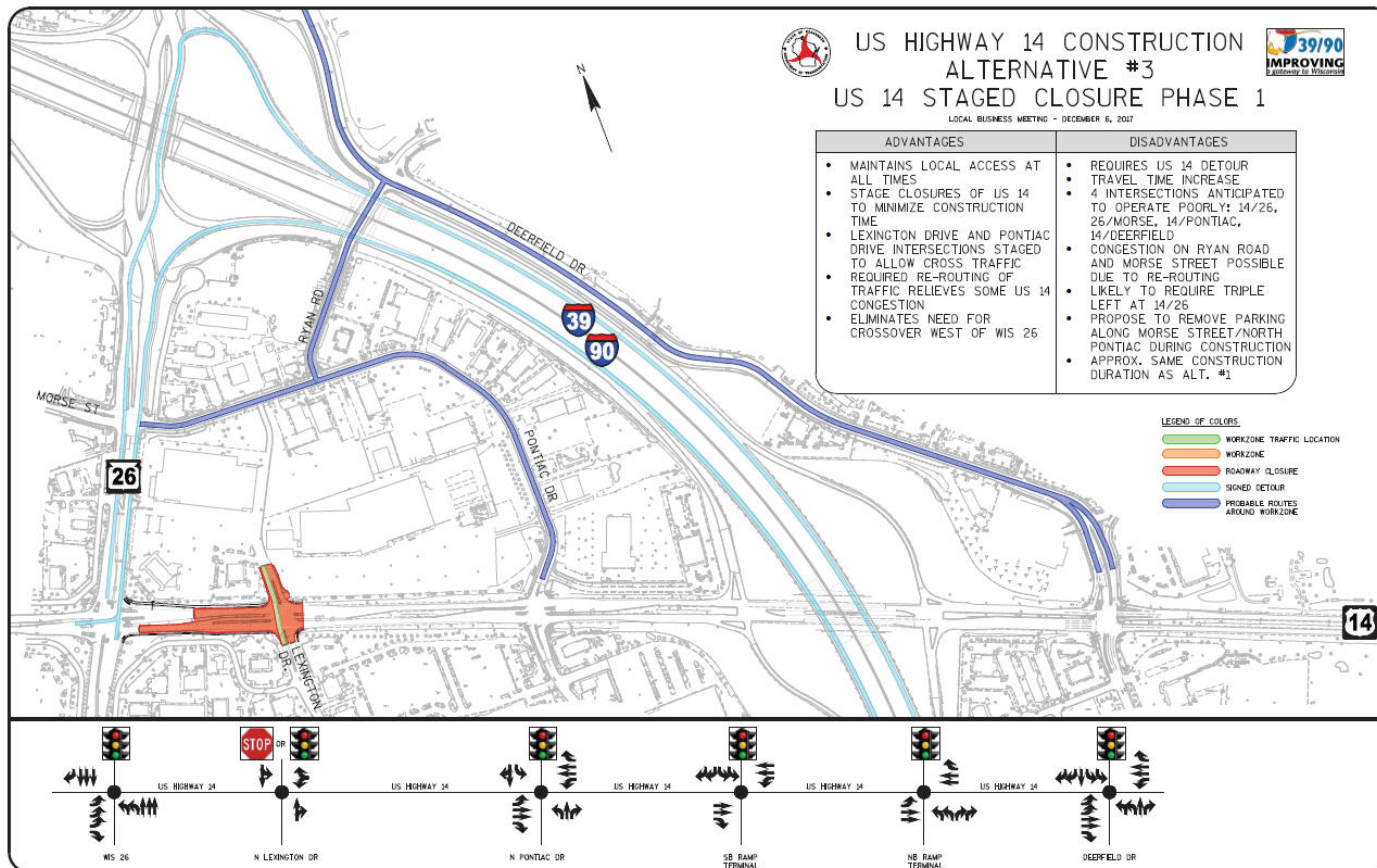 US HIGHWAY 14 CONSTRUCTION
ALTERNATIVE #3
US 14 STAGED CLOSURE PHASE 1
LOCAL BUSINESS MEETING - DECEMBER 6, 2017
39/90
IMPROVING
a gateway to Wisconsin
N
ADVANTAGES
• MAINTAINS LOCAL ACCESS AT
ALL TIMES
• STAGE CLOSURES OF US 14
TO MINIMIZE CONSTRUCTION
TIME
• LEXINGTON DRIVE AND PONTIAC
DRIVE INTERSECTIONS STAGED
TO ALLOW CROSS TRAFFIC
• REQUIRED RE-ROUTING OF
TRAFFIC RELIEVES SOME US 14
CONGESTION
• ELIMINATES NEED FOR
CROSSOVER WEST OF WIS 26
DISADVANTAGES
• REQUIRES US 14 DETOUR
• TRAVEL TIME INCREASE
• 4 INTERSECTIONS ANTICIPATED
TO OPERATE POORLY: 14/26,
26/MORSE, 14/PONTIAC,
14/DEERFIELD
• CONGESTION ON RYAN ROAD
AND MORSE STREET POSSIBLE
DUE TO RE-ROUTING
• LIKELY TO REQUIRE TRIPLE
LEFT AT 14/26
• PROPOSE TO REMOVE PARKING
ALONG MORSE STREET/NORTH
PONTIAC DURING CONSTRUCTION
• APPROX. SAME CONSTRUCTION
DURATION AS ALT. #1
LEGEND OF COLORS
WORKZONE TRAFFIC LOCATION
WORKZONE
ROADWAY CLOSURE
SIGNED DETOUR
PROBABLE ROUTES
AROUND WORKZONE
DEERFIELD DR.
RYAN RD
39
90
MORSE ST
PONTIAC DR
26
LEXINGTON
DR.
14
STOP OR
US HIGHWAY 14
US HIGHWAY 14
US HIGHWAY 14
US HIGHWAY 14
US HIGHWAY 14
WIS 26
N LEXINGTON DR
N PONTIAC DR
SB RAMP
TERMINAL
NB RAMP
TERMINAL
DEERFIELD DR